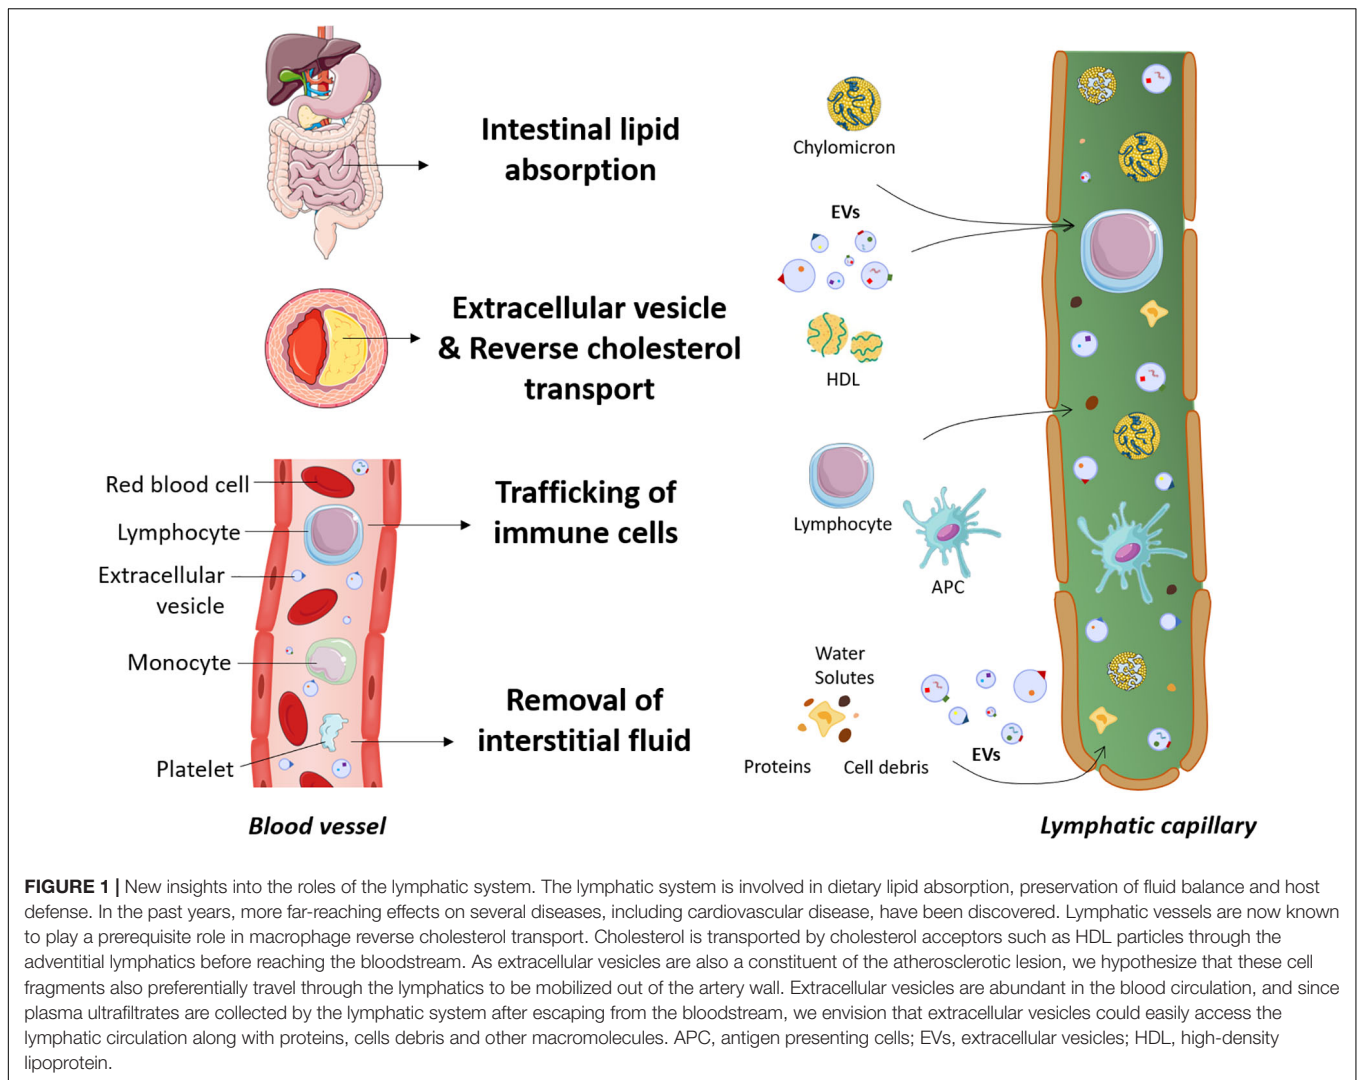 Intestinal lipid
absorption
Chylomicron
EVs
Extracellular vesicle
& Reverse cholesterol
transport
HDL
Red blood cell
Lymphocyte
Extracellular
vesicle
Monocyte
Platelet
Trafficking of
immune cells
Lymphocyte
APC
Removal of
interstitial fluid
Water
Solutes
Proteins
Cell debris
EVs
Blood vessel
Lymphatic capillary
FIGURE 1 | New insights into the roles of the lymphatic system. The lymphatic system is involved in dietary lipid absorption, preservation of fluid balance and host
defense. In the past years, more far-reaching effects on several diseases, including cardiovascular disease, have been discovered. Lymphatic vessels are now known
to play a prerequisite role in macrophage reverse cholesterol transport. Cholesterol is transported by cholesterol acceptors such as HDL particles through the
adventitial lymphatics before reaching the bloodstream. As extracellular vesicles are also a constituent of the atherosclerotic lesion, we hypothesize that these cell
fragments also preferentially travel through the lymphatics to be mobilized out of the artery wall. Extracellular vesicles are abundant in the blood circulation, and since
plasma ultrafiltrates are collected by the lymphatic system after escaping from the bloodstream, we envision that extracellular vesicles could easily access the
lymphatic circulation along with proteins, cells debris and other macromolecules. APC, antigen presenting cells; EVs, extracellular vesicles; HDL, high-density
lipoprotein.